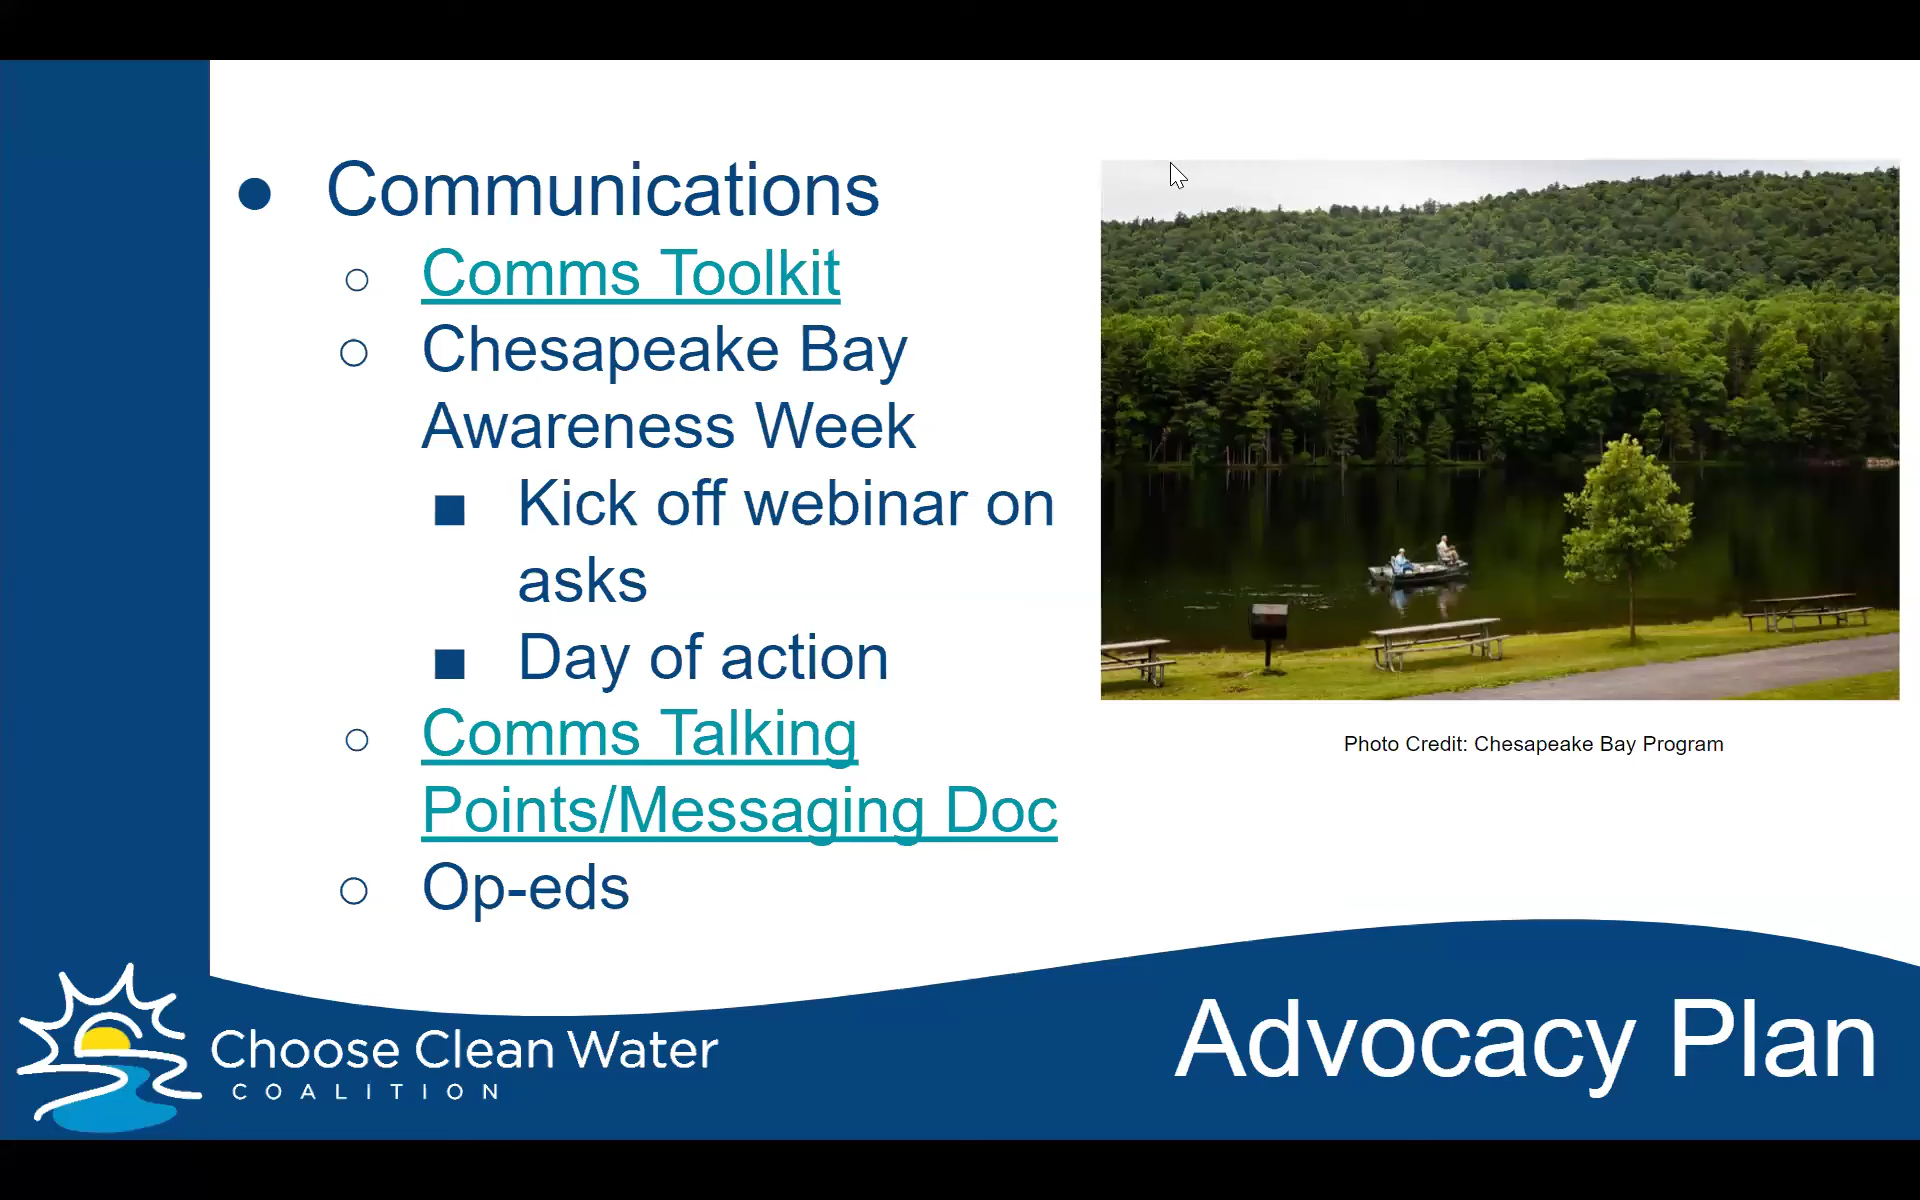 Communications
Comms Toolkit
Chesapeake Bay
Awareness Week
Kick off webinar on
asks
Day of action
Comms Talking
Points/Messaging Doc
Op-eds
Photo Credit: Chesapeake Bay Program
Choose Clean Water
COALITION
Advocacy Plan